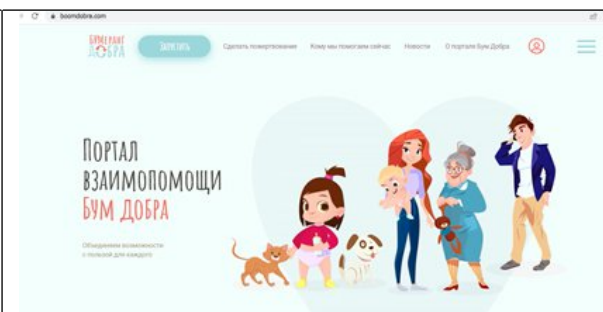 boomdobra.com
БУМЕРАНГ
ДОБРА
ЗАПУСТИТЬ
Сделать пожертвование Кому мы помогаем сейчас Новости О портале Бум Добра
Портал
взаимопомощи
Бум добра
Объединяем возможности
с пользой для каждого